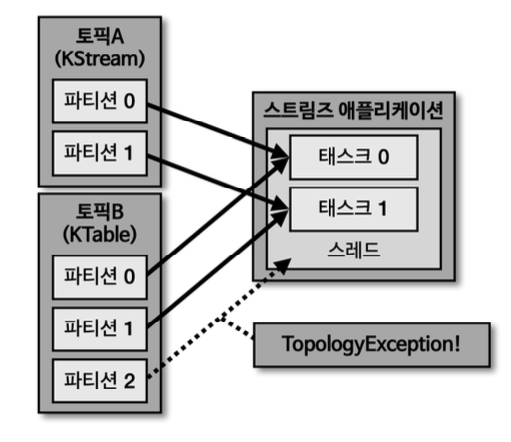 토픽A
(KStream)
파티션 0
파티션 1
토픽B
(KTable)
파티션 0
파티션 1
파티션 2
스트림즈 애플리케이션
태스크 0
태스크 1
스레드
TopologyException!